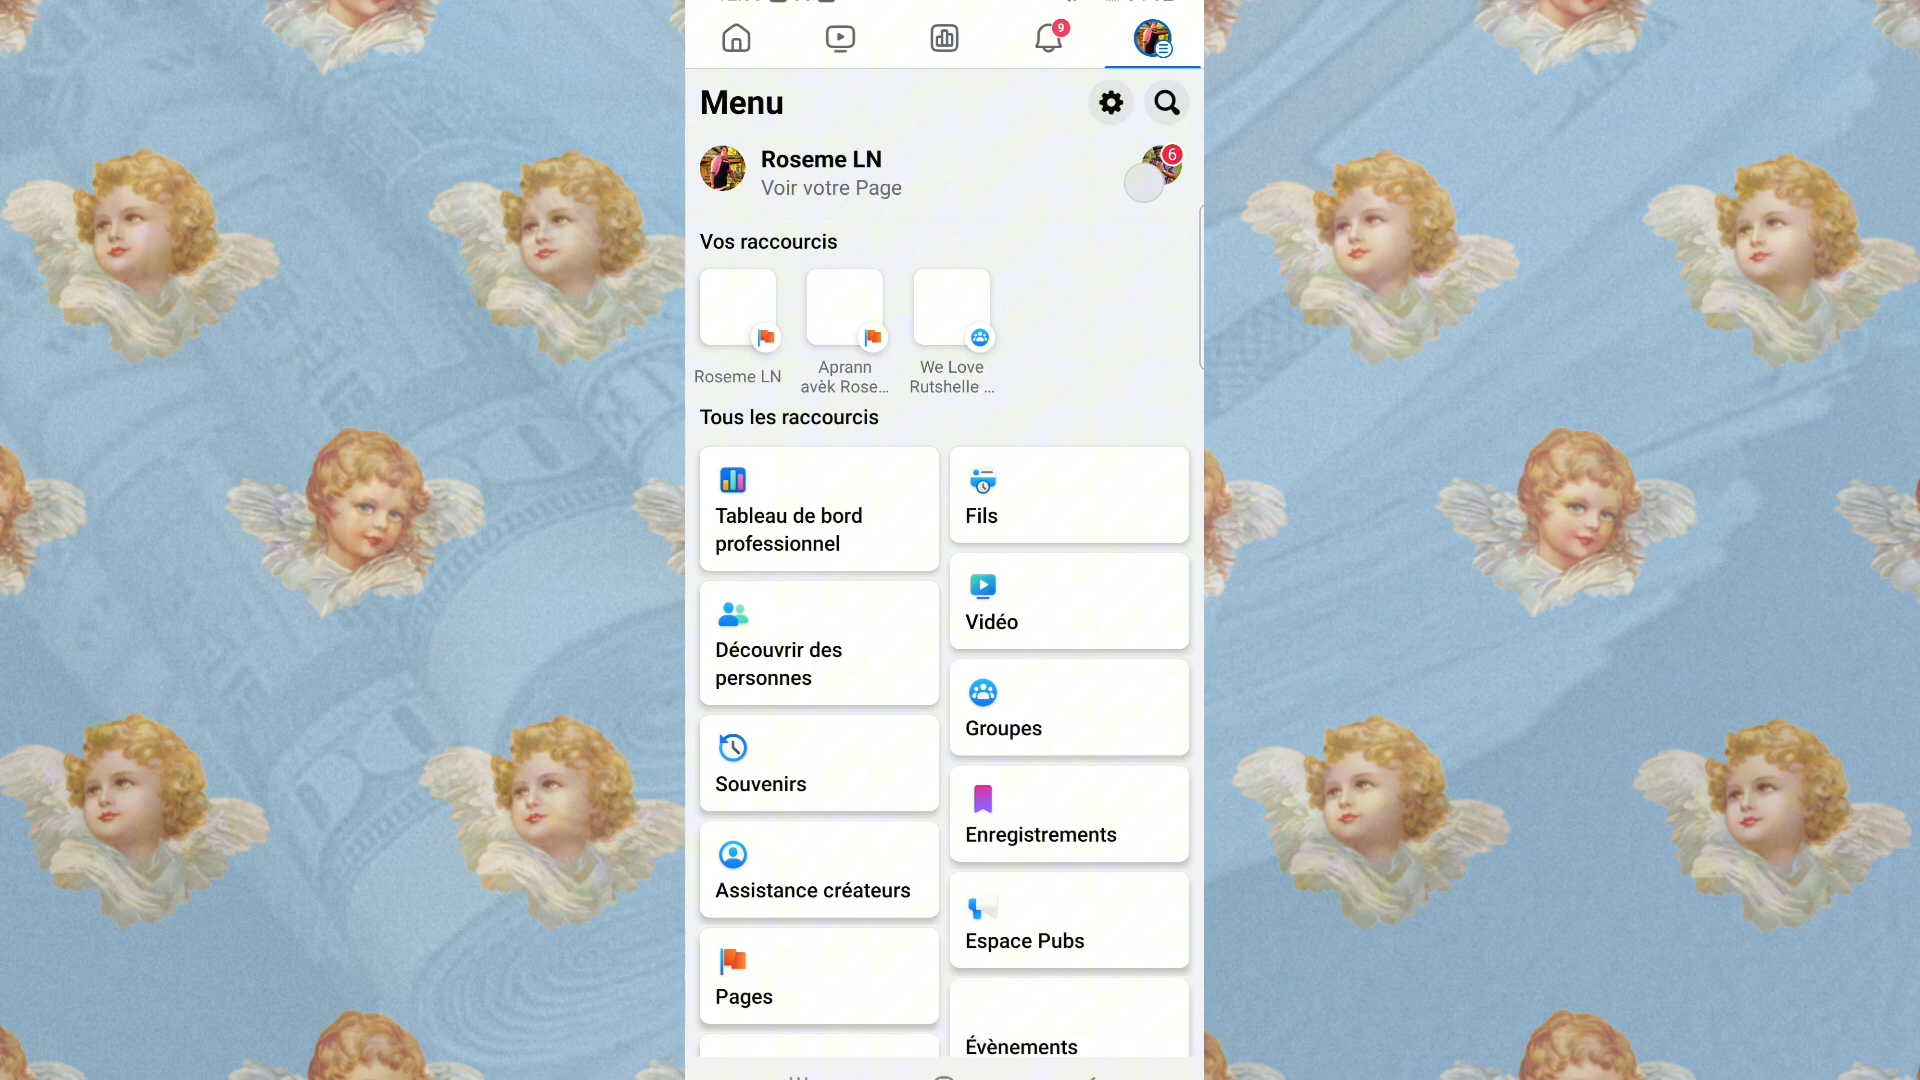 9
Menu
Roseme LN
Voir votre Page
6
Vos raccourcis
Roseme LN
Aprann
avèk Rose...
We Love
Rutshelle ...
Tous les raccourcis
Tableau de bord
professionnel
Fils
Vidéo
Découvrir des
personnes
Groupes
Souvenirs
Enregistrements
Assistance créateurs
Espace Pubs
Pages
Évènements